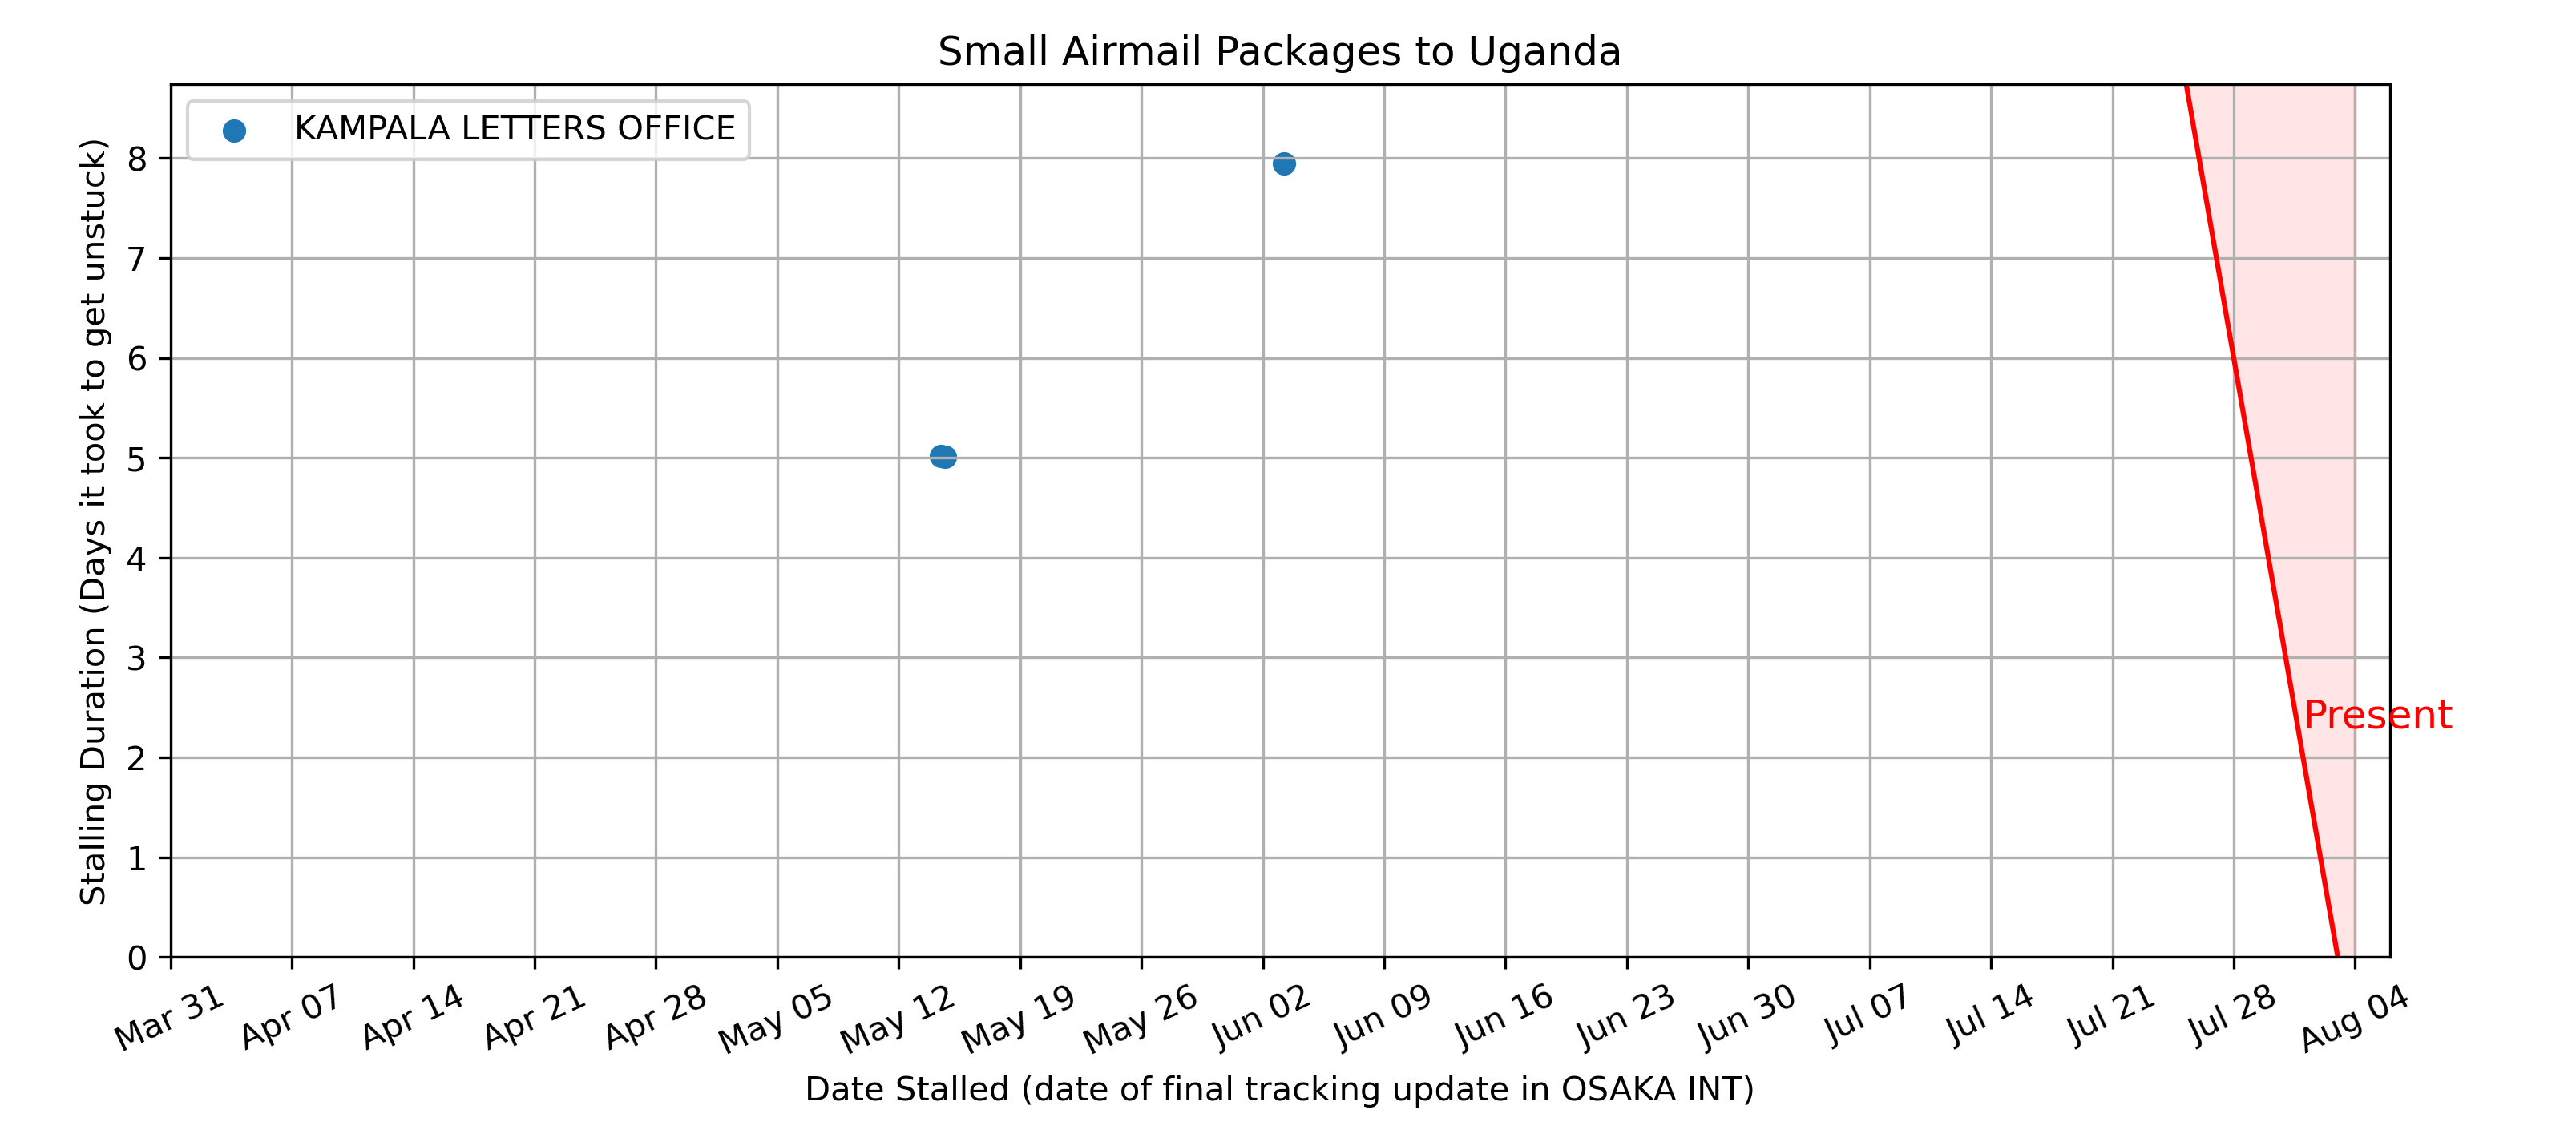 Small Airmail Packages to Uganda
KAMPALA LETTERS OFFICE
Stalling Duration (Days it took to get unstuck)
8
7
6
5
4
3
2
1
0
Present
Mar 31
Apr 07
Apr 14
Apr 21
Apr 28
May 05
May 12
May 19
May 26
Jun 02
Jun 09
Jun 16
Jun 23
Jun 30
Jul 07
Jul 14
Jul 21
Jul 28
Aug 04
Date Stalled (date of final tracking update in OSAKA INT)